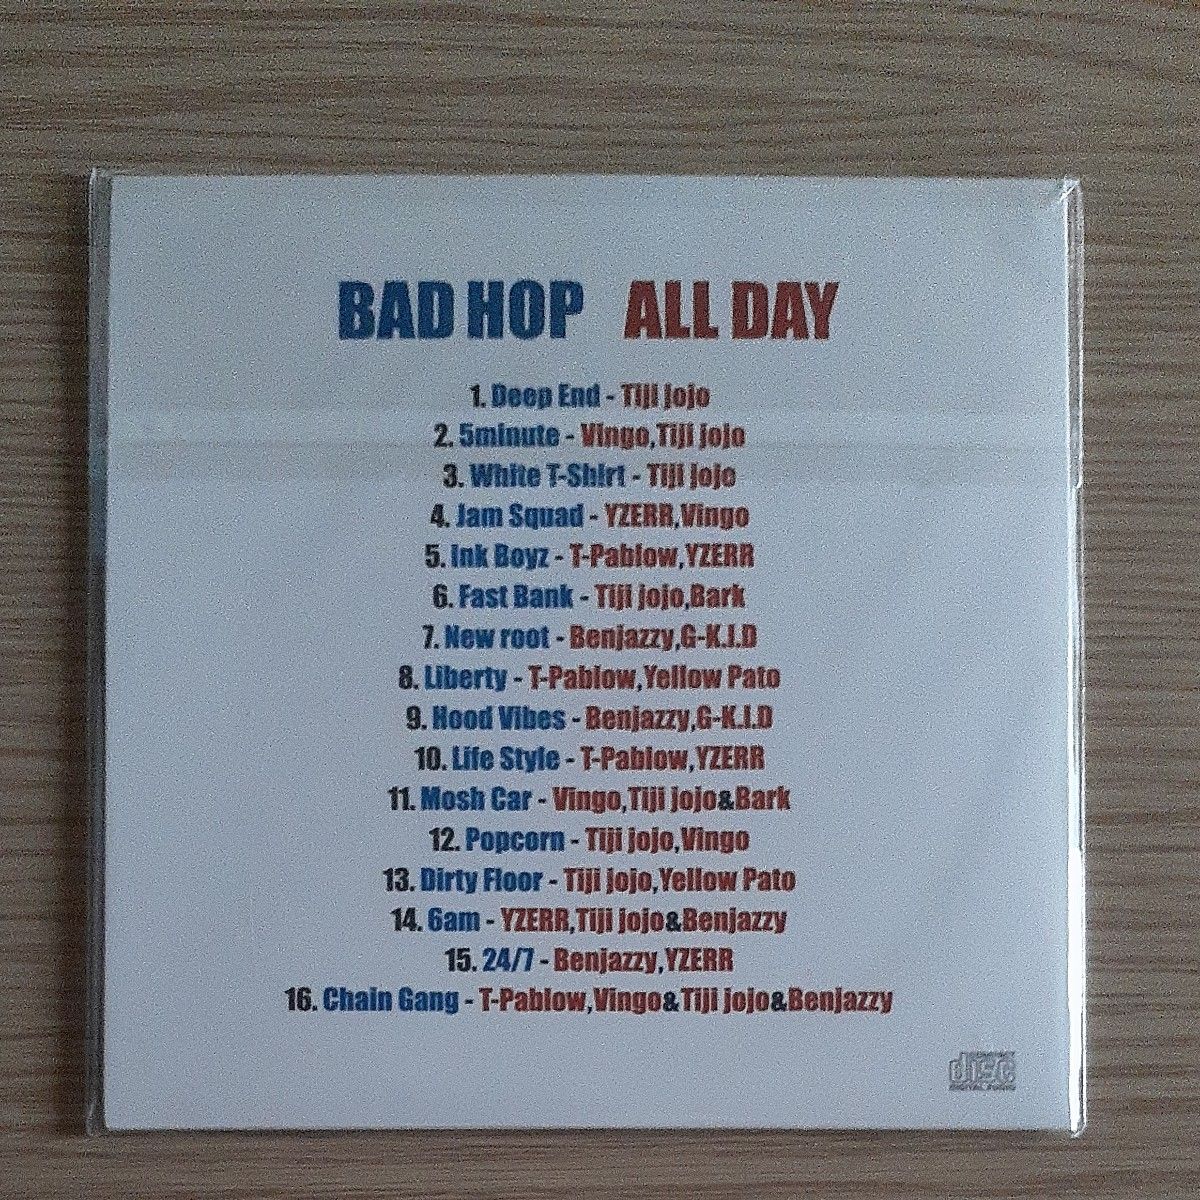 BAD HOP ALL DAY
1. Deep End - Tiji jojo
2. 5minute - Vingo,Tiji jojo
3. White T-Shirt - Tiji jojo
4. Jam Squad - YZERR,Vingo
5. Ink Boyz - T-Pablow,YZERR
6. Fast Bank - Tiji jojo,Bark
7. New root - Benjazzy,G-K.I.D
8. Liberty - T-Pablow,Yellow Pato
9. Hood Vibes - Benjazzy,G-K.I.D
10. Life Style - T-Pablow,YZERR
11. Mosh Car - Vingo,Tiji jojo&Bark
12. Popcorn - Tiji jojo,Vingo
13. Dirty Floor - Tiji jojo,Yellow Pato
14. 6am - YZERR,Tiji jojo&Benjazzy
15. 24/7 - Benjazzy,YZERR
16. Chain Gang - T-Pablow,Vingo&Tiji jojo&Benjazzy
COMPACT
disc
DIGITAL AUDIO